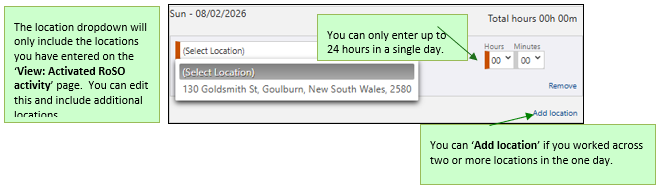 The location dropdown will
only include the locations
you have entered on the
'View: Activated RoSO
activity' page.  You can edit
this and include additional
locations
Sun - 08/02/2026
Total hours 00h 00m
You can only enter up to
24 hours in a single day.
Hours Minutes
00 00
(Select Location)
(Select Location)
130 Goldsmith St, Goulburn, New South Wales, 2580
Remove
Add location
You can 'Add location' if you worked across
two or more locations in the one day.